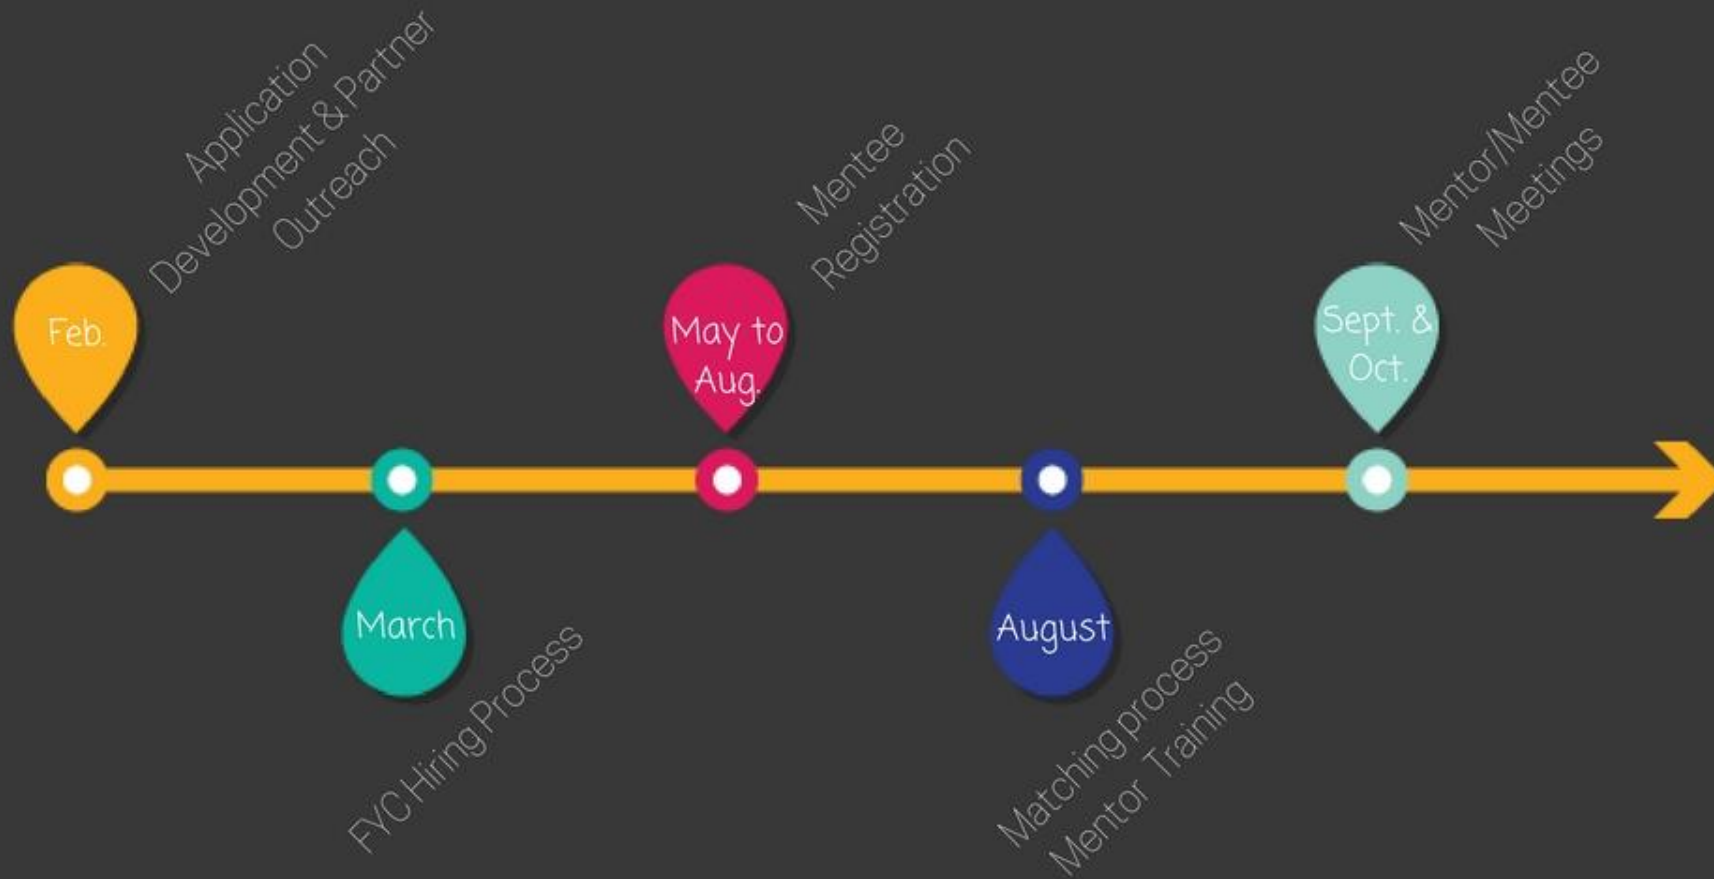 Feb.
Application
Development & Partner
Outreach
March
FYC Hiring Process
May to
Aug.
Mentee
Registration
August
Matching process
Mentor Training
Sept. &
Oct.
Mentor/Mentee
Meetings